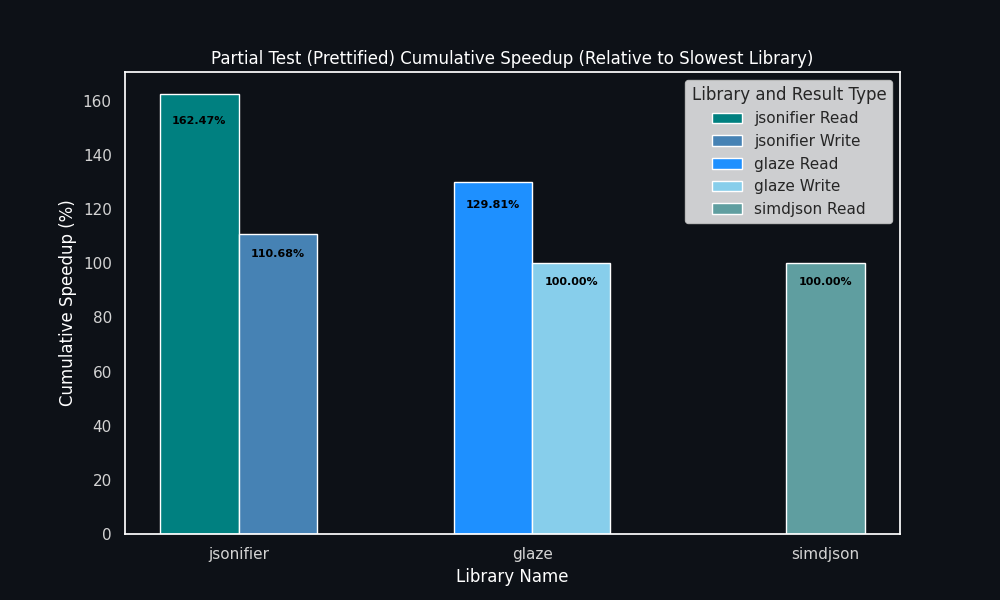 Partial Test (Prettified) Cumulative Speedup (Relative to Slowest Library)
Library and Result Type
jsonifier Read
jsonifier Write
glaze Read
glaze Write
simdjson Read
Cumulative Speedup (%)
160
140
120
100
80
60
40
20
0
162.47%
110.68%
129.81%
100.00%
100.00%
jsonifier
glaze
simdjson
Library Name